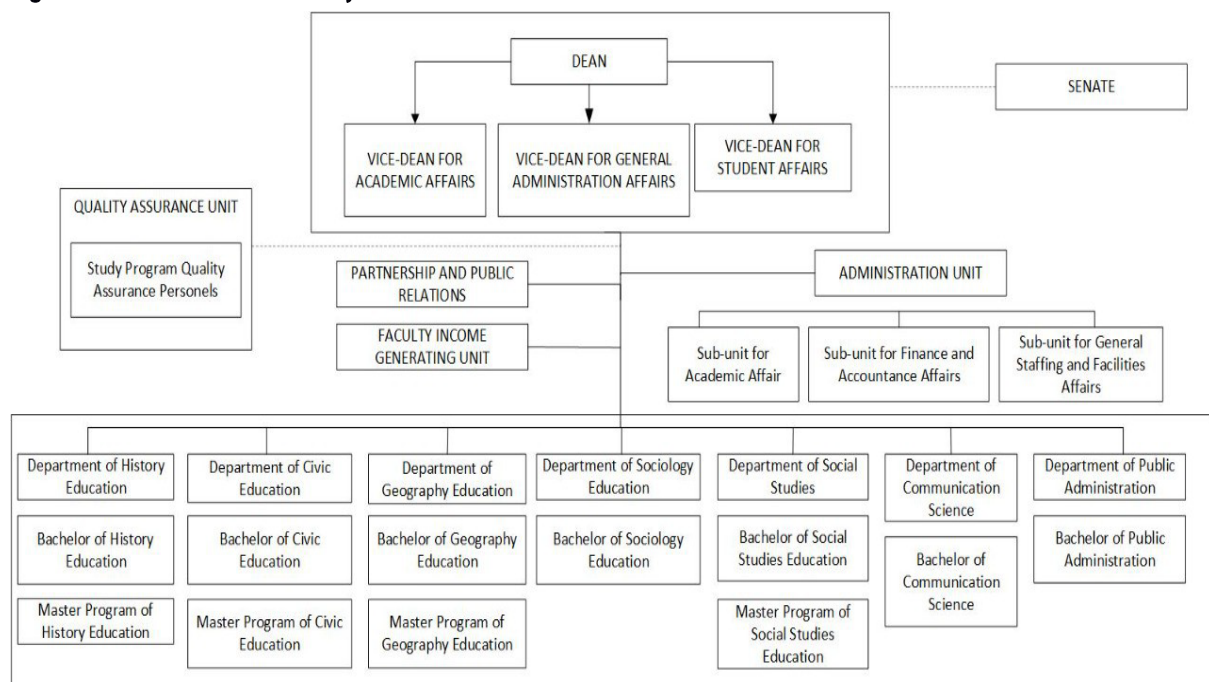 DEAN
SENATE
VICE-DEAN FOR
ACADEMIC AFFAIRS
VICE-DEAN FOR GENERAL
ADMINISTRATION AFFAIRS
VICE-DEAN FOR
STUDENT AFFAIRS
QUALITY ASSURANCE UNIT
Study Program Quality
Assurance Personels
PARTNERSHIP AND PUBLIC
RELATIONS
ADMINISTRATION UNIT
FACULTY INCOME
GENERATING UNIT
Sub-unit for
Academic Affair
Sub-unit for Finance and
Accountance Affairs
Sub-unit for General
Staffing and Facilities
Affairs
Department of History
Education
Department of Civic
Education
Department of
Geography Education
Department of Sociology
Education
Department of Social
Studies
Department of
Communication
Science
Department of Public
Administration
Bachelor of History
Education
Bachelor of Civic
Education
Bachelor of Geography
Education
Bachelor of Sociology
Education
Bachelor of Social
Studies Education
Bachelor of
Communication
Science
Bachelor of Public
Administration
Master Program of
History Education
Master Program of Civic
Education
Master Program of
Geography Education
Master Program of
Social Studies
Education